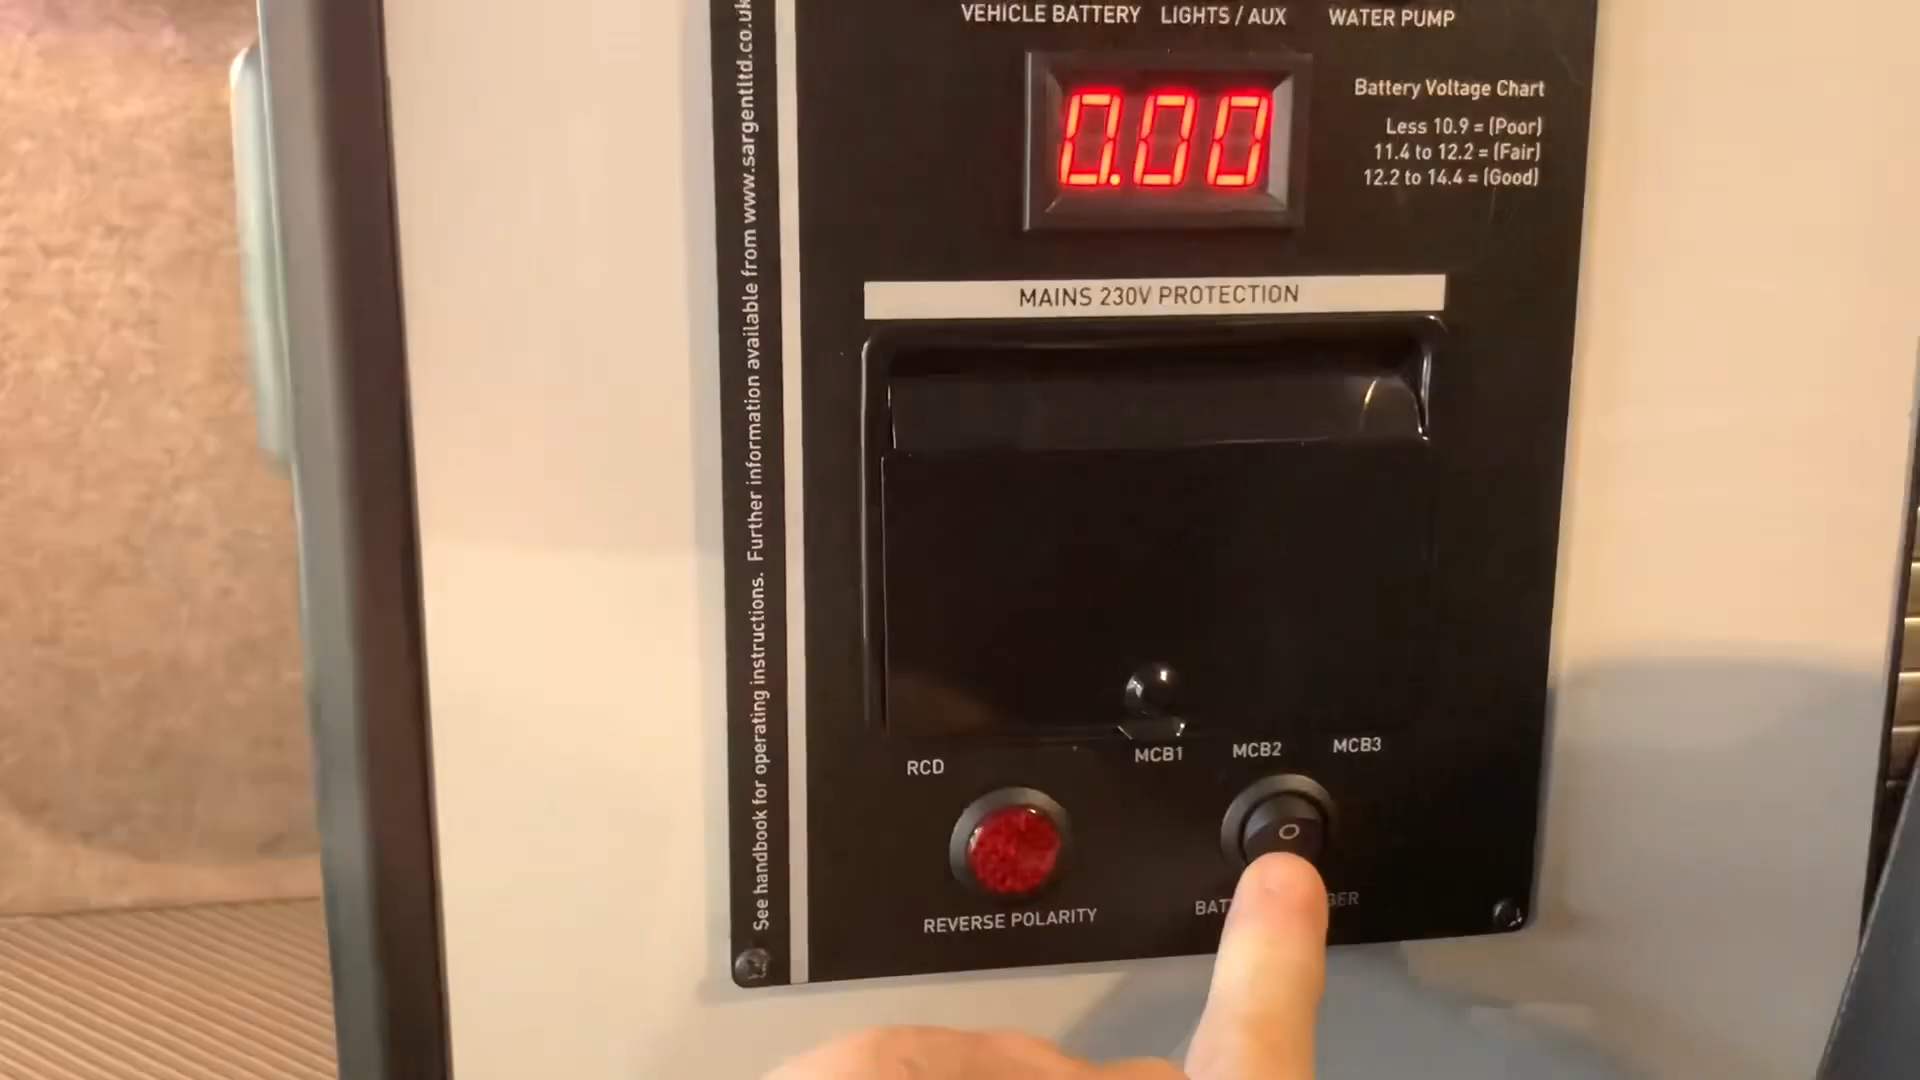 VEHICLE BATTERY LIGHTS / AUX WATER PUMP
0.00
Battery Voltage Chart
Less 10.9 = (Poor)
11.4 to 12.2 = (Fair)
12.2 to 14.4 = (Good)
MAINS 230V PROTECTION
RCD MCB1 MCB2 MCB3
O
REVERSE POLARITY
See handbook for operating instructions. Further information available from www.sargentltd.co.uk